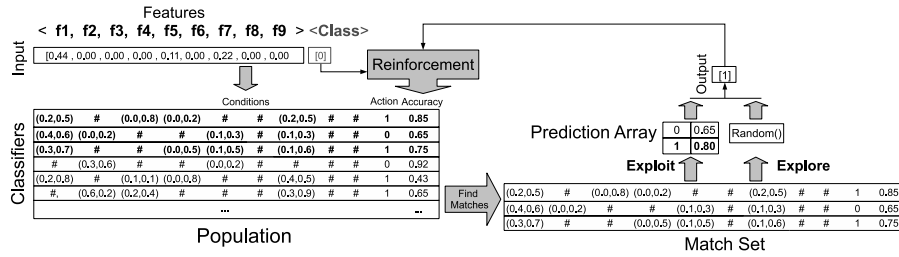 Features
< f1, f2, f3, f4, f5, f6, f7, f8, f9 > <Class>
Input
[0.44 , 0.00 , 0.00 , 0.00 , 0.11, 0.00 , 0.22 , 0.00 , 0.00
[0]
Reinforcement
Output
[1]
Conditions
Action Accuracy
Classifiers
(0.2,0.5) # (0.0,0.8) (0.0,0.2) # # (0.2,0.5) # # 1 0.85
(0.4,0.6) (0.0,0.2) # # (0.1,0.3) # (0.1,0.3) # # 0 0.65
(0.3,0.7) # # (0.0,0.5) (0.1,0.5) # (0.1,0.6) # # 1 0.75
# (0.3,0.6) # # (0.0,0.2) # # # # 0 0.92
(0.2,0.8) # (0.1,0.1) (0.0,0.8) # # (0.4,0.5) # # 1 0.43
#, (0.6,0.2) (0.2,0.4) # # # (0.3,0.9) # # 1 0.65
... ...
Population
Find
Matches
Prediction Array
0 0.65
1 0.80
Random()
Exploit
Explore
(0.2,0.5) # (0.0,0.8) (0.0,0.2) # # (0.2,0.5) # # 1 0.85
(0.4,0.6) (0.0,0.2) # # (0.1,0.3) # (0.1,0.3) # # 0 0.65
(0.3,0.7) # # (0.0,0.5) (0.1,0.5) # (0.1,0.6) # # 1 0.75
Match Set